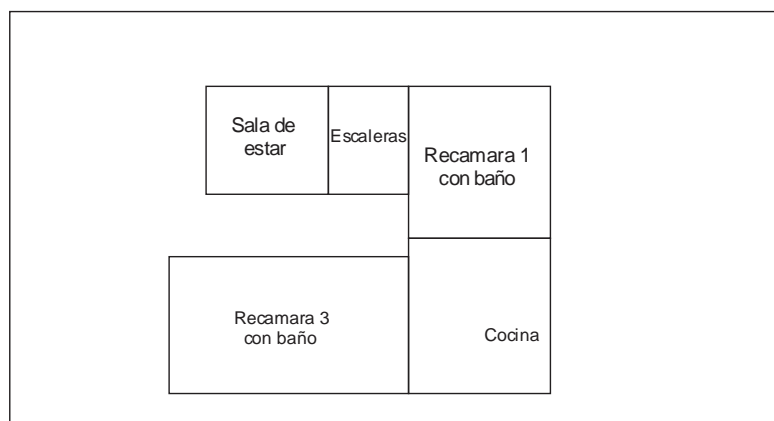 Sala de
estar
Escaleras
Recamara 1
con baño
Recamara 3
con baño
Cocina